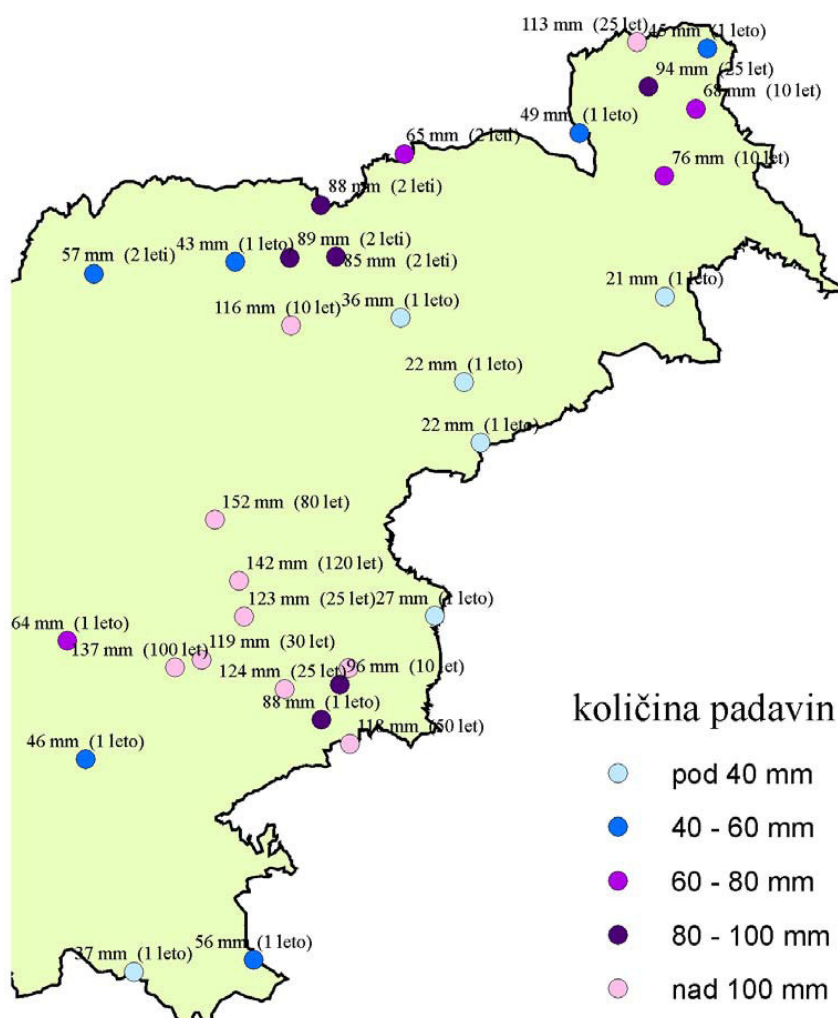 113 mm (25 let)
45 mm (1 leto)
94 mm (25 let)
68 mm (10 let)
49 mm (1 leto)
65 mm (2 leti)
76 mm (10 let)
88 mm (2 leti)
89 mm (2 leti)
43 mm (1 leto)
85 mm (2 leti)
57 mm (2 leti)
21 mm (1 leto)
36 mm (1 leto)
116 mm (10 let)
22 mm (1 leto)
22 mm (1 leto)
152 mm (80 let)
142 mm (120 let)
123 mm (25 let)
27 mm (1 leto)
64 mm (1 leto)
119 mm (30 let)
137 mm (100 let)
96 mm (10 let)
124 mm (25 let)
88 mm (1 leto)
mm (50 let)
46 mm (1 leto)
56 mm (1 leto)
37 mm (1 leto)
količina padavin
pod 40 mm
40 - 60 mm
60 - 80 mm
80 - 100 mm
nad 100 mm